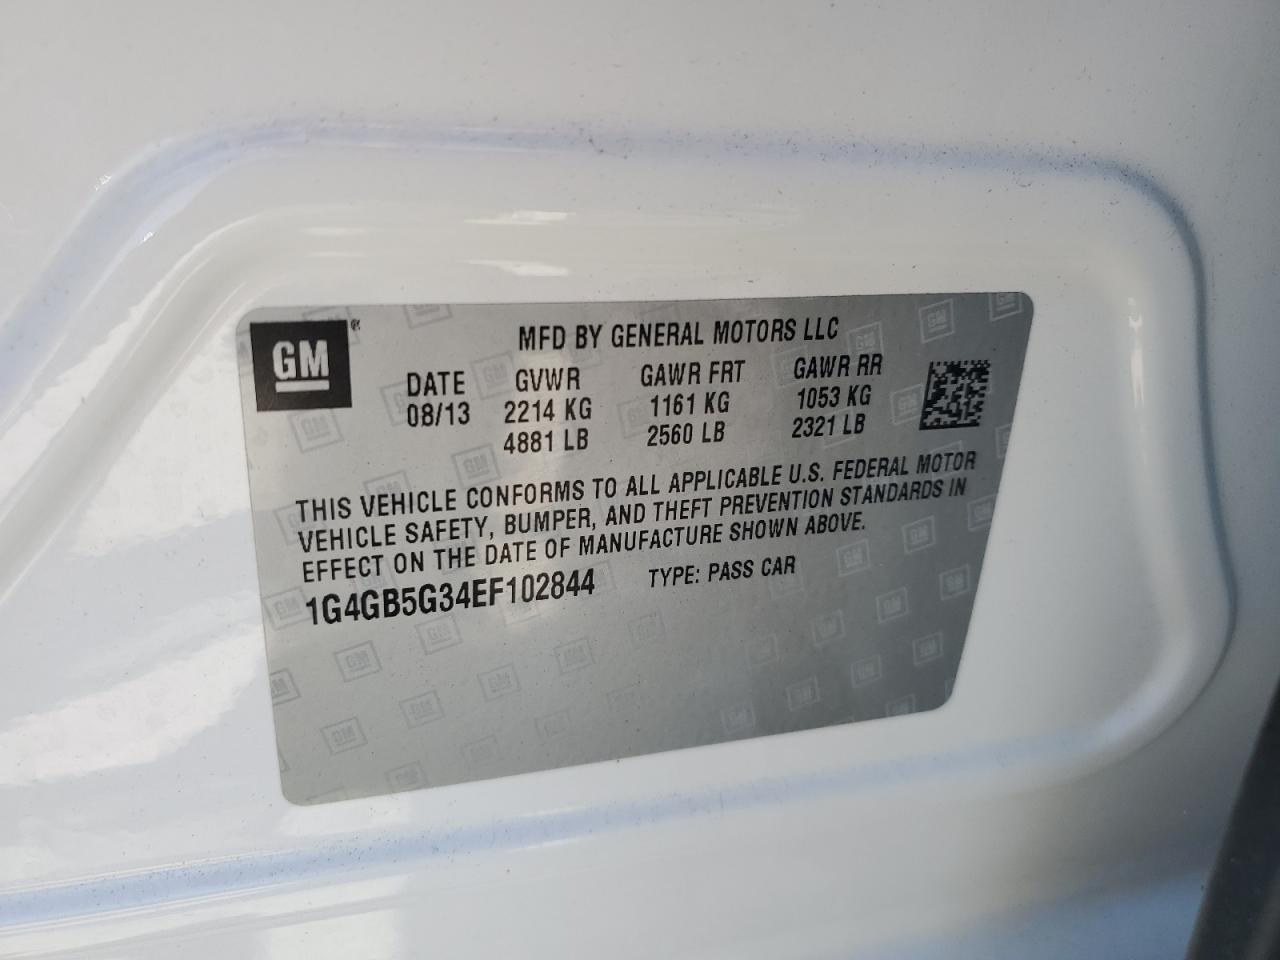 GM ®
MFD BY GENERAL MOTORS LLC
DATE GVWR GAWR FRT GAWR RR
08/13 2214 KG 1161 KG 1053 KG
4881 LB 2560 LB 2321 LB
THIS VEHICLE CONFORMS TO ALL APPLICABLE U.S. FEDERAL MOTOR
VEHICLE SAFETY, BUMPER, AND THEFT PREVENTION STANDARDS IN
EFFECT ON THE DATE OF MANUFACTURE SHOWN ABOVE.
1G4GB5G34EF102844 TYPE: PASS CAR